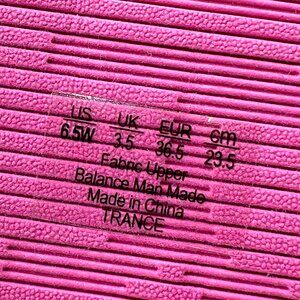 US UK EUR cm
6.5W 3.5 36.5 23.5
Fabric Upper
Balance Man Made
Made in China
TRANCE